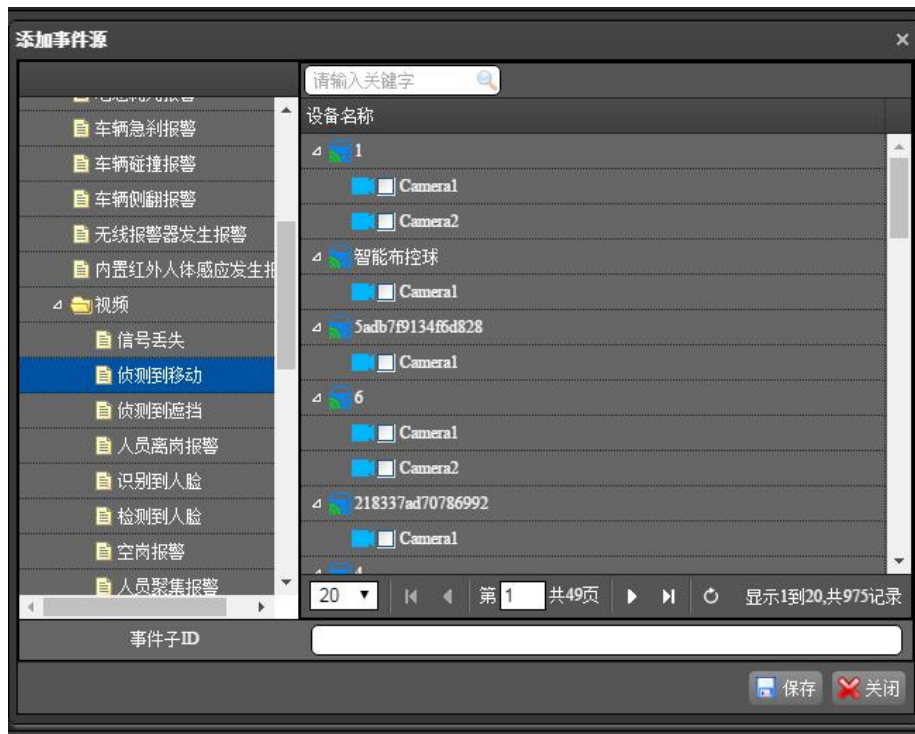 添加事件源
车辆急刹报警
车辆碰撞报警
车辆侧翻报警
无线报警器发生报警
内置红外人体感应发生报
视频
信号丢失
侦测到移动
侦测到遮挡
人员离岗报警
识别到人脸
检测到人脸
空岗报警
人员聚集报警
请输入关键字
设备名称
1
Camera1
Camera2
智能布控球
Camera1
5adb7f9134f6d828
Camera1
6
Camera1
Camera2
218337ad70786992
Camera1
4
20 第 1 共49页 显示1到20,共975记录
事件子ID
保存 关闭